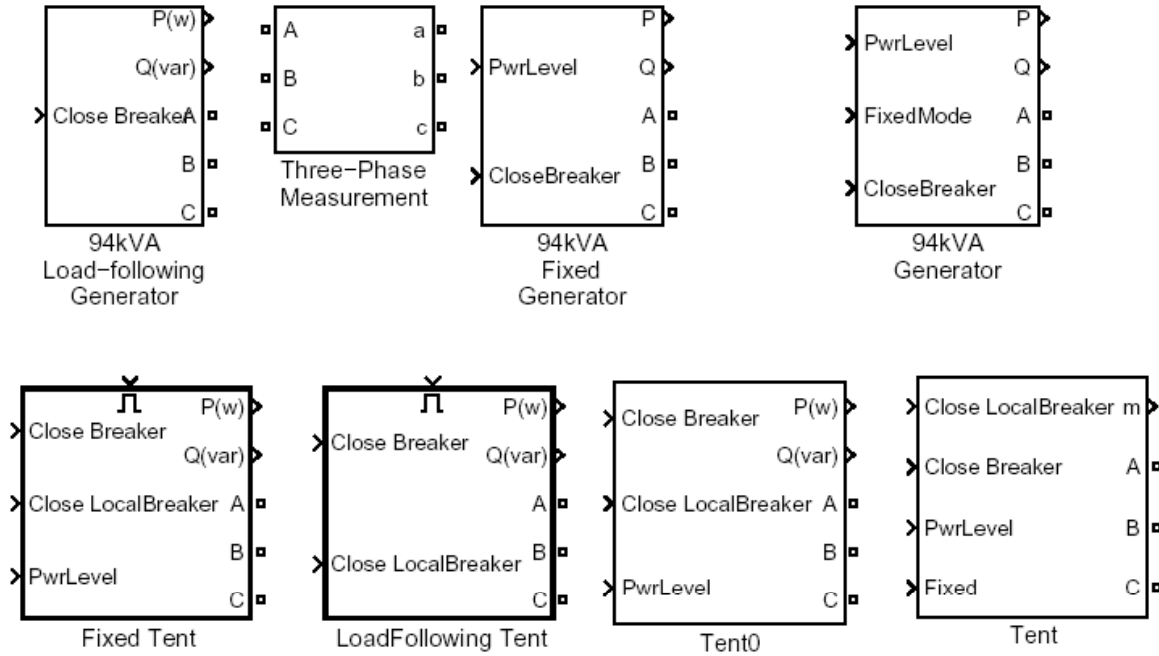 P(w)
Q(var)
Close Breaker
A
B
C
94kVA
Load-following
Generator
A
a
B
b
C
c
Three-Phase
Measurement
P
PwrLevel
Q
A
B
CloseBreaker
C
94kVA
Fixed
Generator
P
PwrLevel
Q
FixedMode
A
B
CloseBreaker
C
94kVA
Generator
P(w)
Close Breaker
Q(var)
Close LocalBreaker
A
B
PwrLevel
C
Fixed Tent
P(w)
Close Breaker
Q(var)
A
B
Close LocalBreaker
C
LoadFollowing Tent
P(w)
Close Breaker
Q(var)
Close LocalBreaker
A
B
PwrLevel
C
Tent0
Close LocalBreaker
m
Close Breaker
A
PwrLevel
B
Fixed
C
Tent